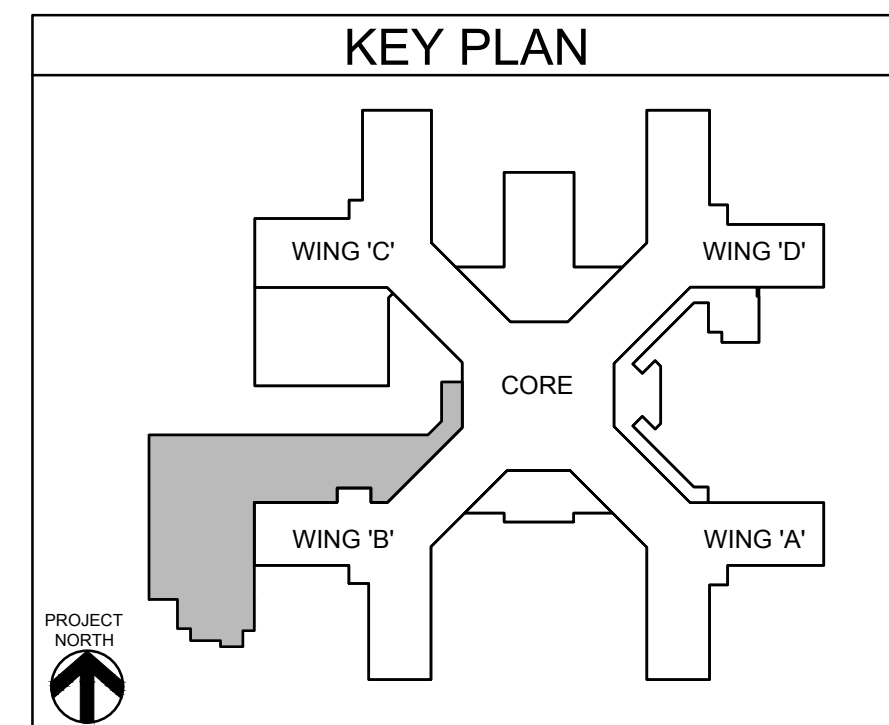 KEY PLAN
WING 'C'
WING 'D'
CORE
WING 'B'
WING 'A'
PROJECT
NORTH